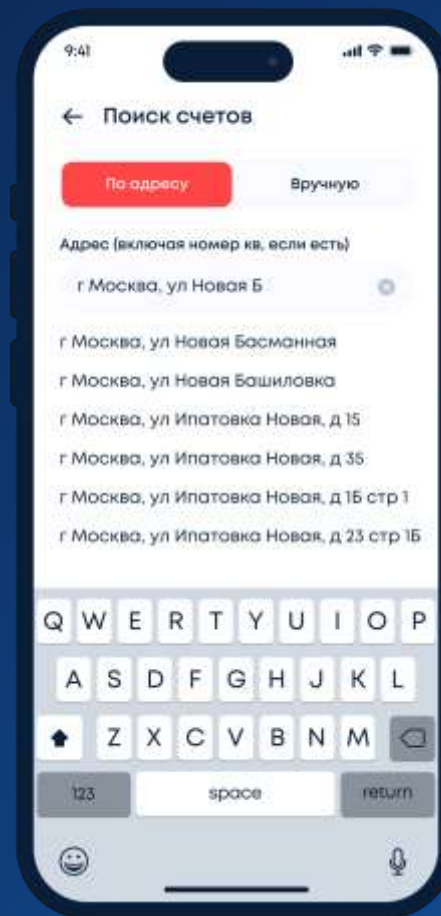 9:41
← Поиск счетов
По адресу Вручную
Адрес (включая номер кв, если есть)
г Москва, ул Новая Б
г Москва, ул Новая Басманная
г Москва, ул Новая Башиловка
г Москва, ул Ипатовка Новая, д 15
г Москва, ул Ипатовка Новая, д 35
г Москва, ул Ипатовка Новая, д 1Б стр 1
г Москва, ул Ипатовка Новая, д 23 стр 1Б
Q W E R T Y U I O P
A S D F G H J K L
Z X C V B N M
123 space return